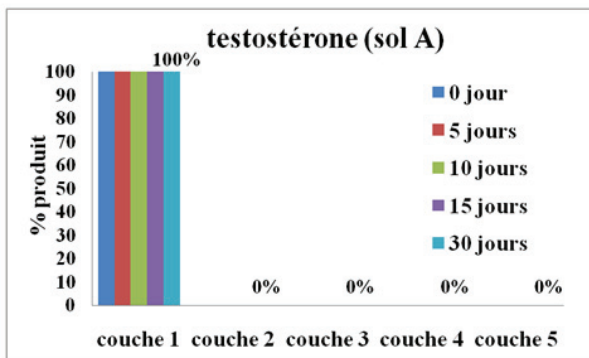 testostérone (sol A)
100%
% produit
100
90
80
70
60
50
40
30
20
10
0
0 jour
5 jours
10 jours
15 jours
30 jours
0% 0% 0% 0%
couche 1 couche 2 couche 3 couche 4 couche 5